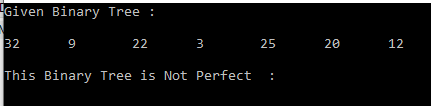 Given Binary Tree :
32 9 22 3 25 20 12
This Binary Tree is Not Perfect :